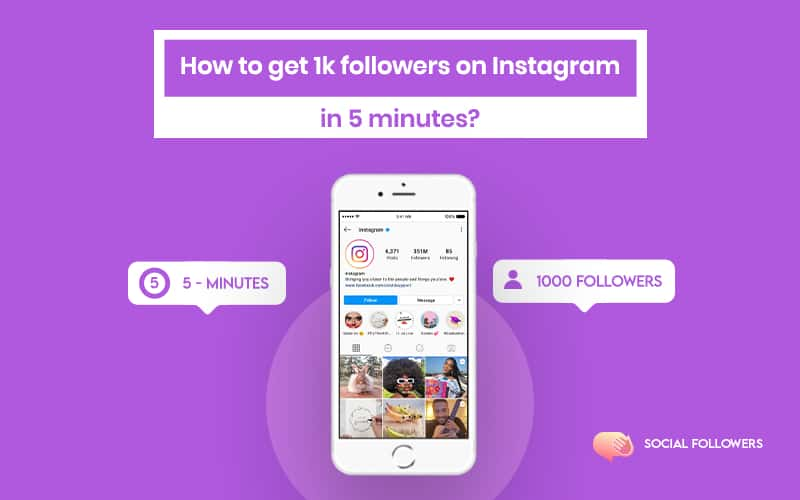 How to get 1k followers on Instagram
in 5 minutes?
5
5 - MINUTES
1000 FOLLOWERS
9:41 AM
100%
instagram
4,371
351M
85
Posts
Followers
Following
Instagram
Bringing you closer to the people and things you love. ❤️
Follow
Message
SOCIAL FOLLOWERS